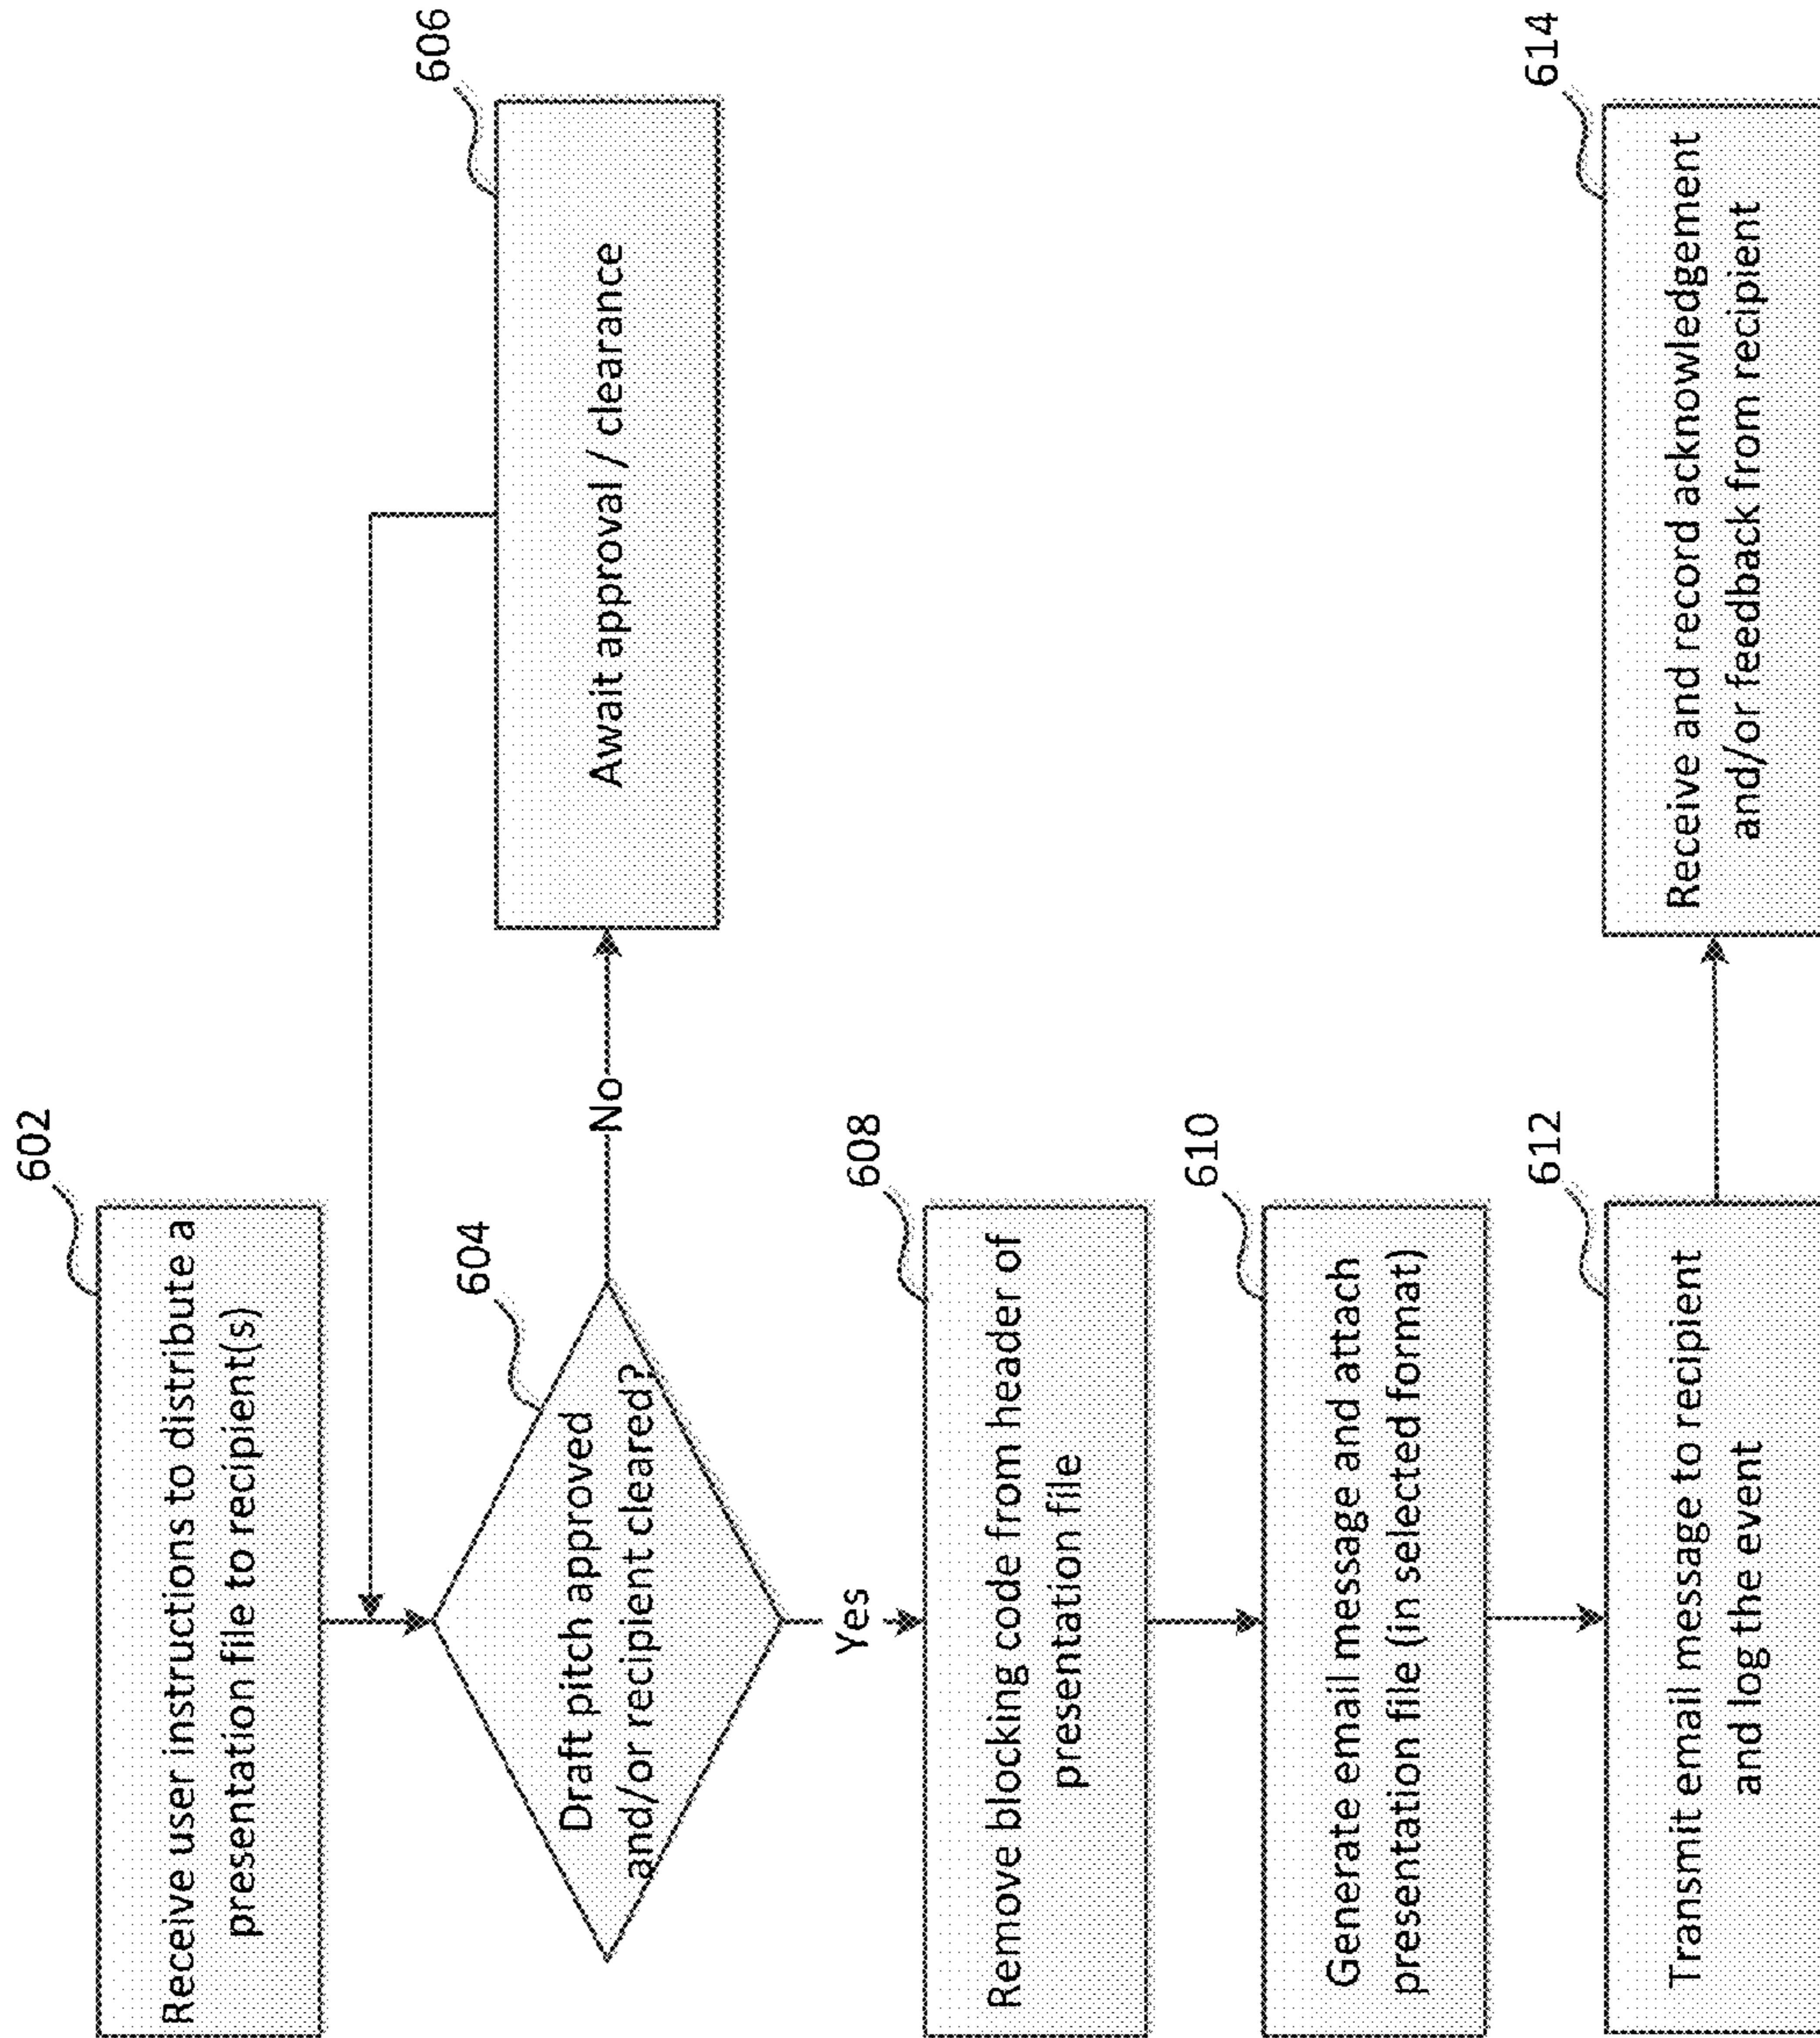 602
Receive user instructions to distribute a
presentation file to recipient(s)
604
Draft pitch approved
and/or recipient cleared?
No
606
Await approval / clearance
Yes
608
Remove blocking code from header of
presentation file
610
Generate email message and attach
presentation file (in selected format)
612
Transmit email message to recipient
and log the event
614
Receive and record acknowledgement
and/or feedback from recipient